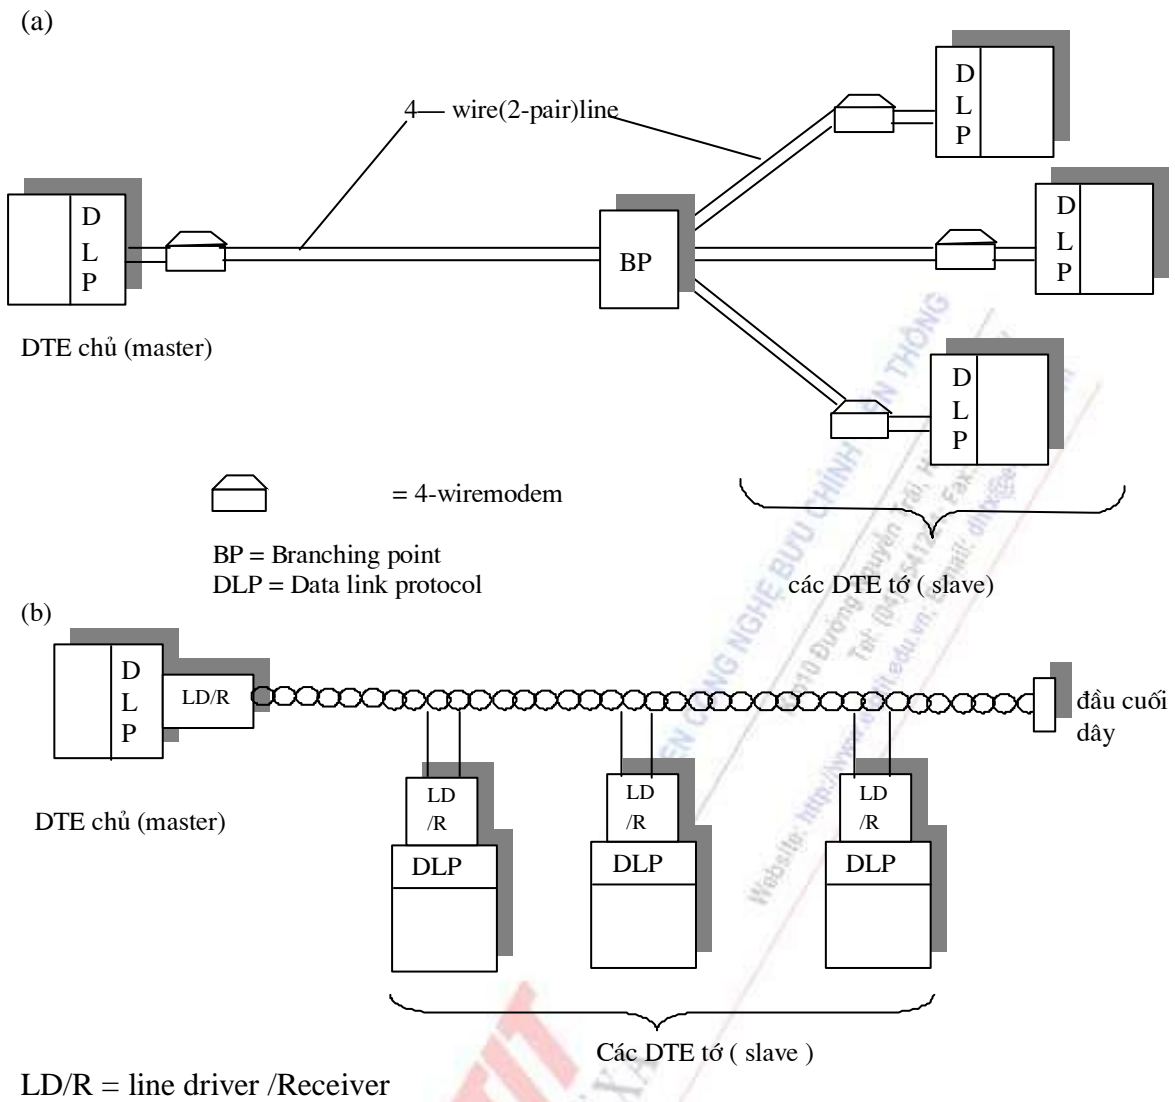 (a)
4— wire(2-pair)line
D
L
P
D
L
P
D
L
P
BP
D
L
P
DTE chủ (master)
= 4-wiremodem
BP = Branching point
DLP = Data link protocol
các DTE tớ ( slave)
(b)
D
L
P
LD/R
đầu cuối
dây
DTE chủ (master)
LD
/R
DLP
LD
/R
DLP
LD
/R
DLP
Các DTE tớ ( slave )
LD/R = line driver /Receiver